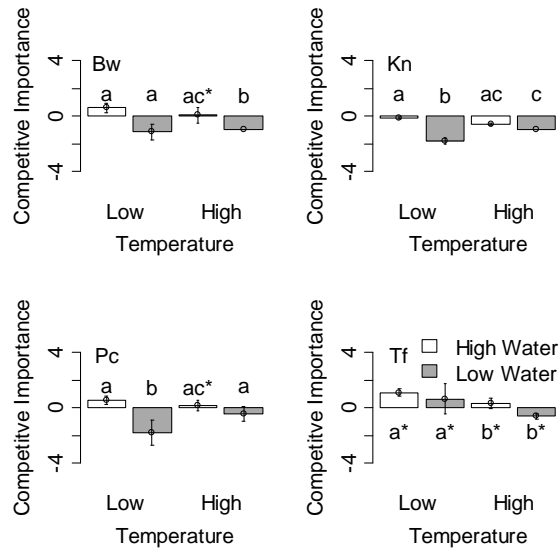 Competitive Importance
4
0
-4
Bw
a a ac* b
Low High
Temperature
Competitive Importance
4
0
-4
Kn
a b ac c
Low High
Temperature
Competitive Importance
4
0
-4
Pc
a b ac* a
Low High
Temperature
Competitive Importance
4
0
-4
Tf
High Water
Low Water
a* a* b* b*
Low High
Temperature